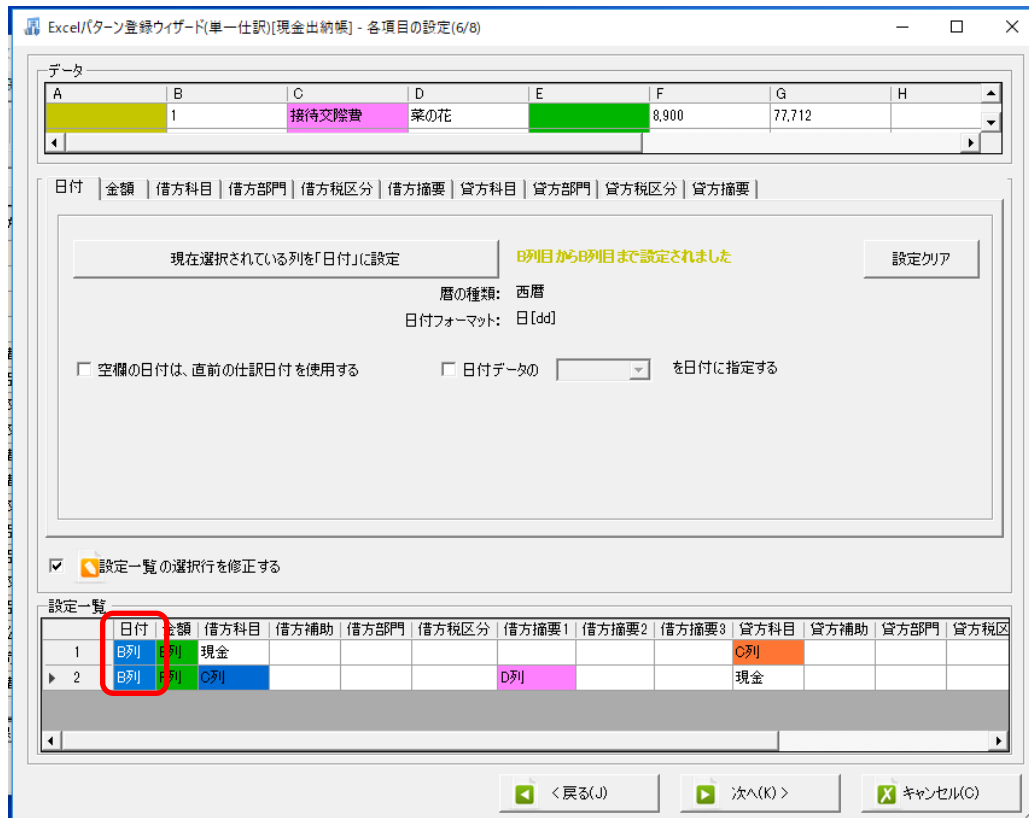 Excelパターン登録ウィザード(単一仕訳)[現金出納帳] - 各項目の設定(6/8)
データ
A B C D E F G H
1 接待交際費 菜の花 8,900 77,712
日付 金額 借方科目 借方部門 借方税区分 借方摘要 貸方科目 貸方部門 貸方税区分 貸方摘要
現在選択されている列を「日付」に設定 B列目からB列目まで設定されました 設定クリア
暦の種類: 西暦
日付フォーマット: 日[dd]
空欄の日付は、直前の仕訳日付を使用する 日付データの を日付に指定する
設定一覧の選択行を修正する
設定一覧
日付 金額 借方科目 借方補助 借方部門 借方税区分 借方摘要1 借方摘要2 借方摘要3 貸方科目 貸方補助 貸方部門 貸方税区
1 B列 現金 C列
2 B列 C列 D列 現金
<戻る(J) 次へ(K) > キャンセル(C)